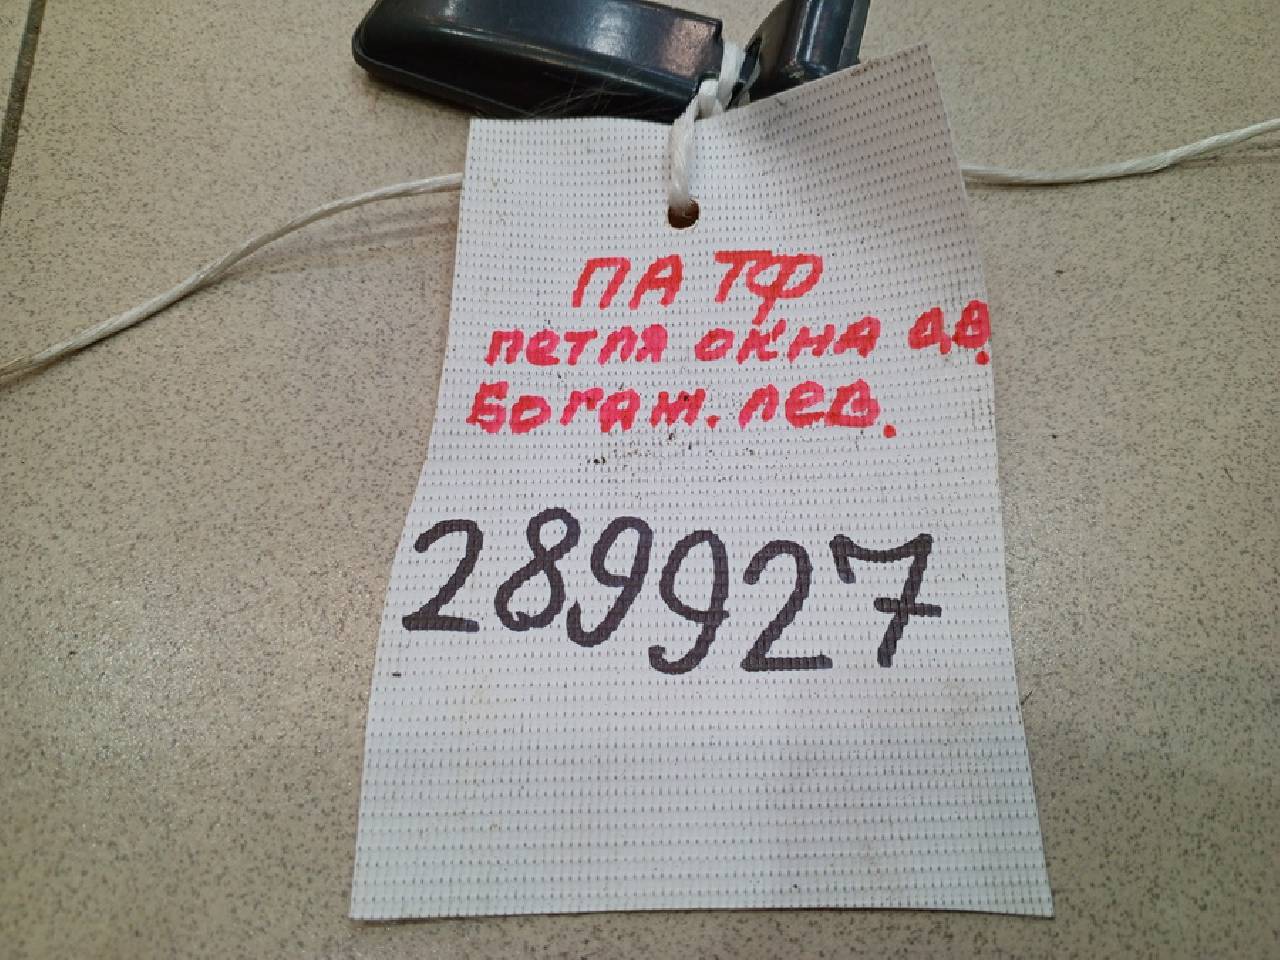 ПАТФ
петля окна дв.
Богаж. лев.
289927